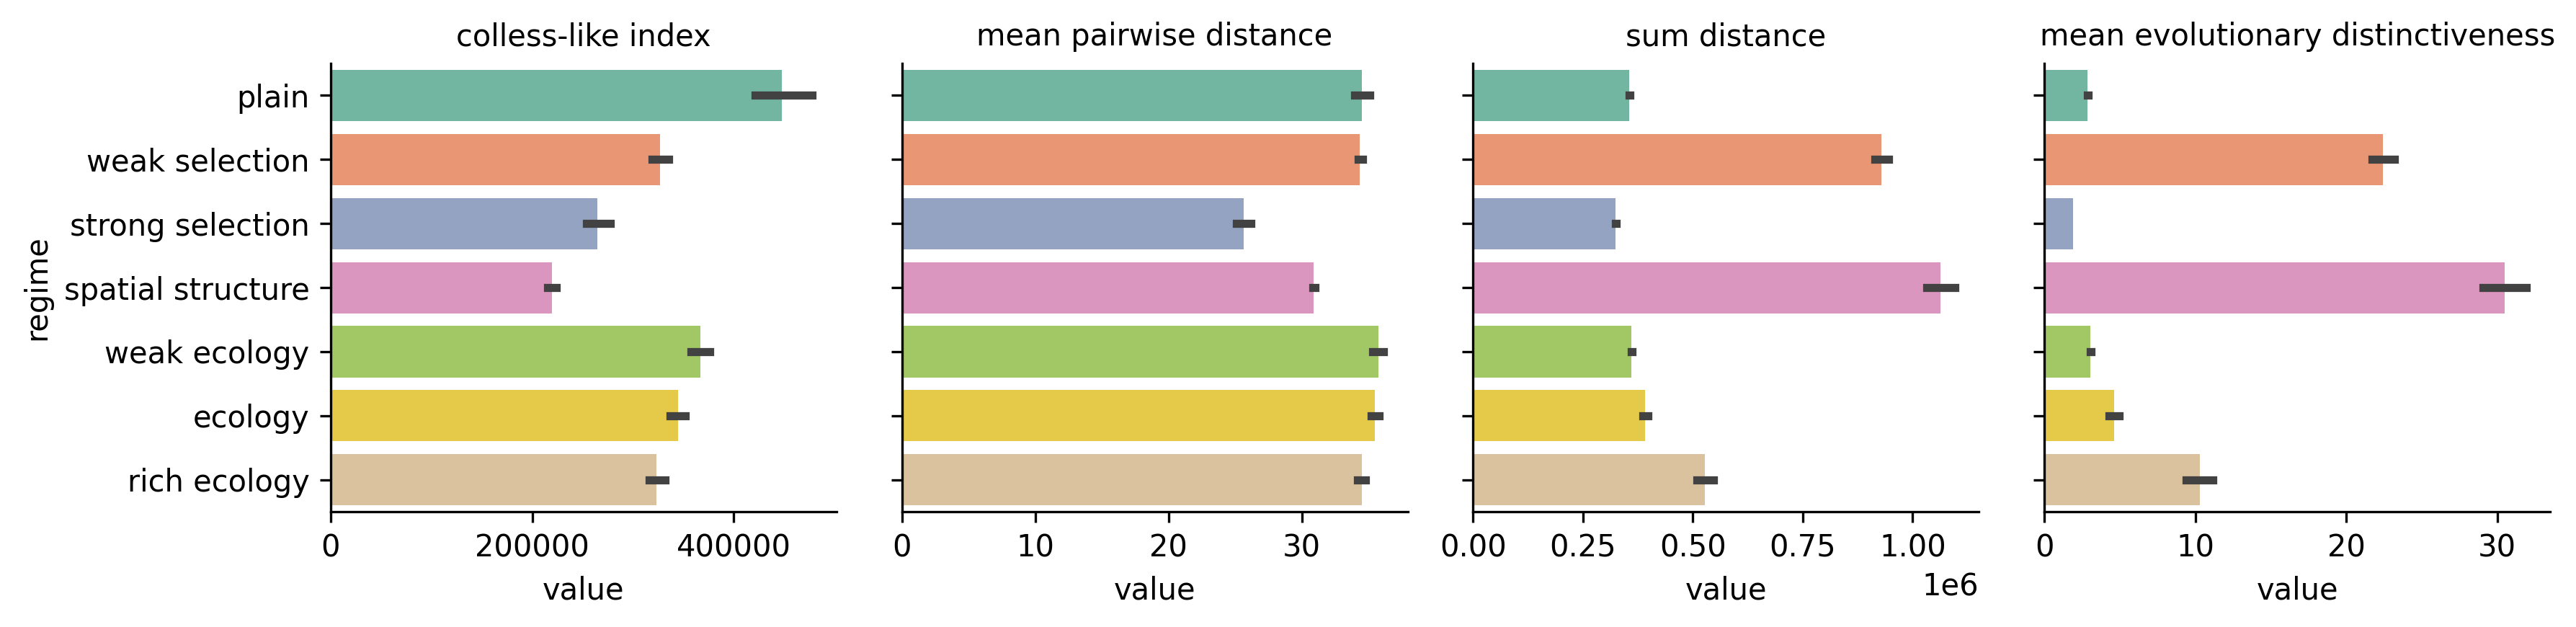 colless-like index
mean pairwise distance
sum distance
mean evolutionary distinctiveness
regime
plain
weak selection
strong selection
spatial structure
weak ecology
ecology
rich ecology
0 200000 400000
0 10 20 30
0.00 0.25 0.50 0.75 1.00
0 10 20 30
1e6
value
value
value
value